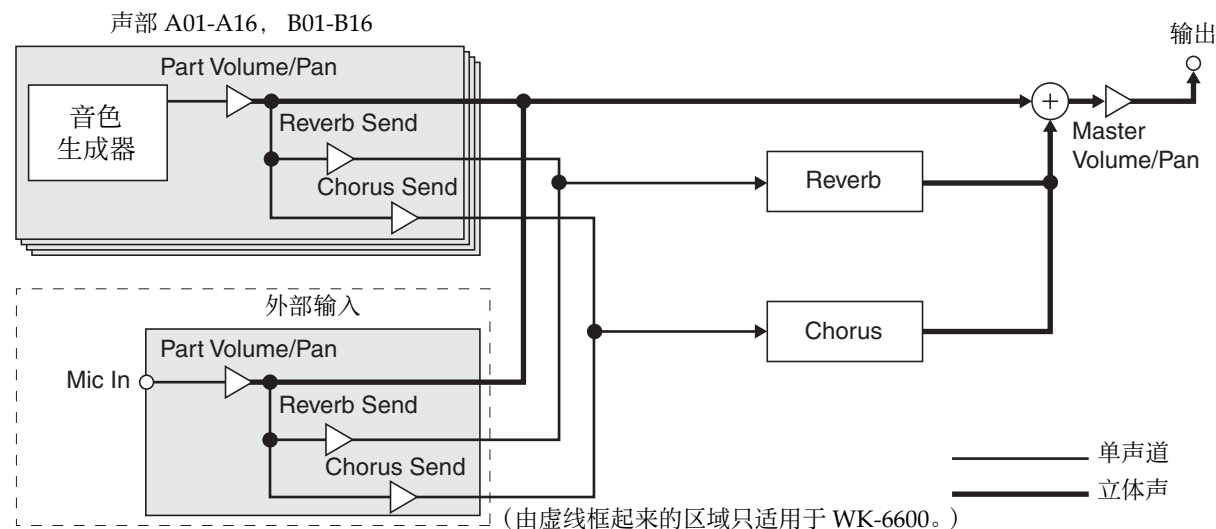 声部 A01-A16，B01-B16
输出
Part Volume/Pan
音色
生成器
Reverb Send
Chorus Send
+
Master
Volume/Pan
Reverb
外部输入
Part Volume/Pan
Chorus
Mic In
Reverb Send
Chorus Send
单声道
立体声
（由虚线框起来的区域只适用于 WK-6600。）